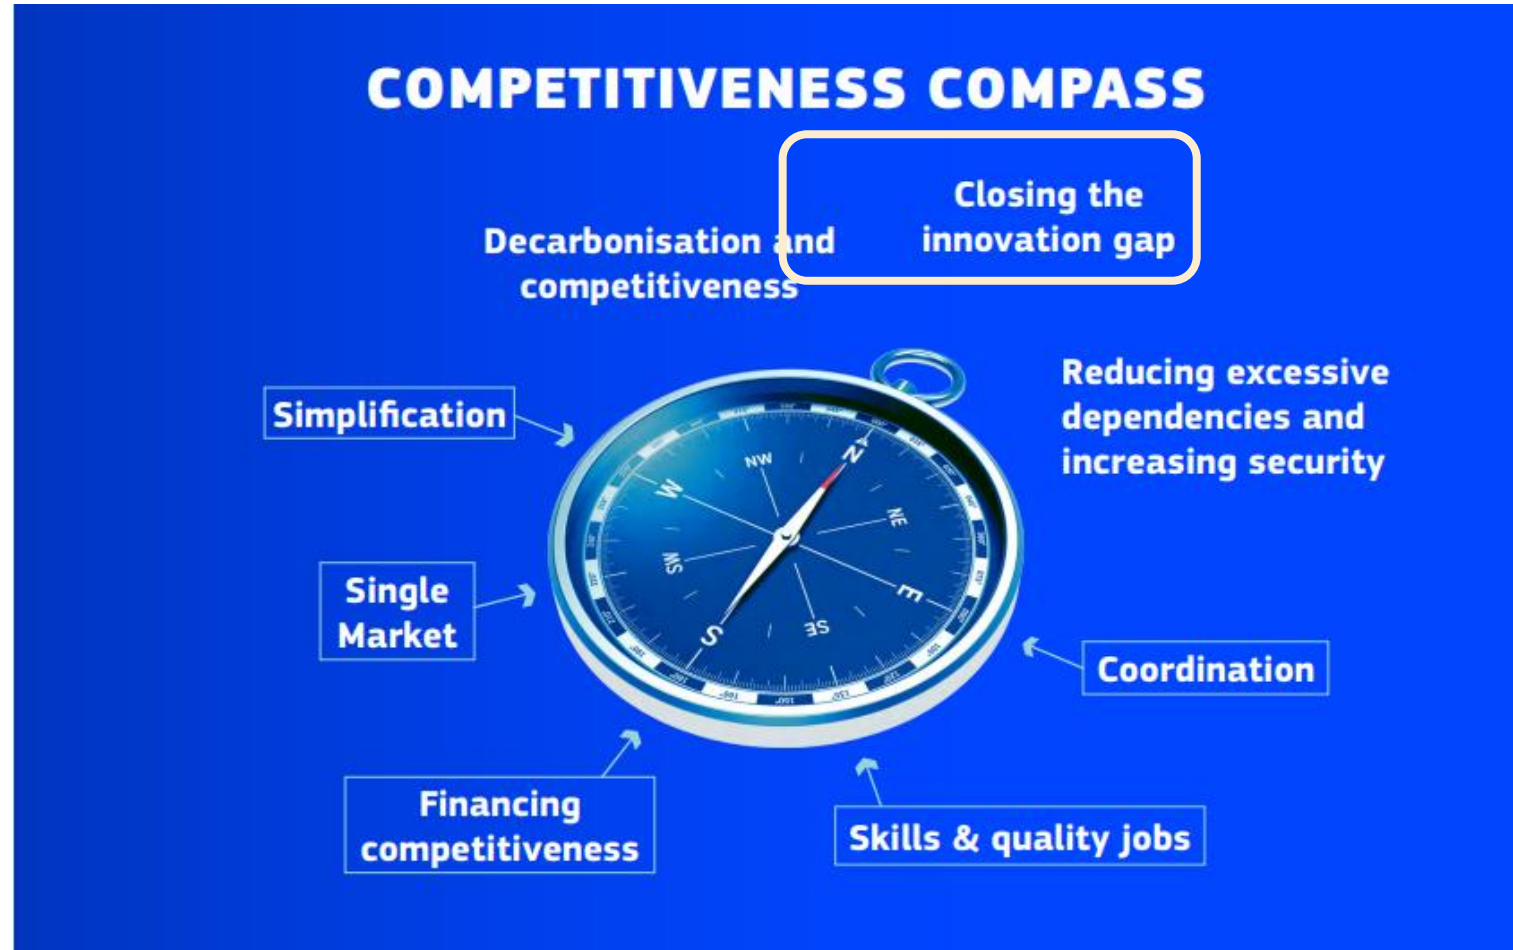 COMPETITIVENESS COMPASS
Closing the
innovation gap
Decarbonisation and
competitiveness
Reducing excessive
dependencies and
increasing security
Simplification
NW
N
W
NE
SW
E
S
SE
Single
Market
Coordination
Financing
competitiveness
Skills & quality jobs